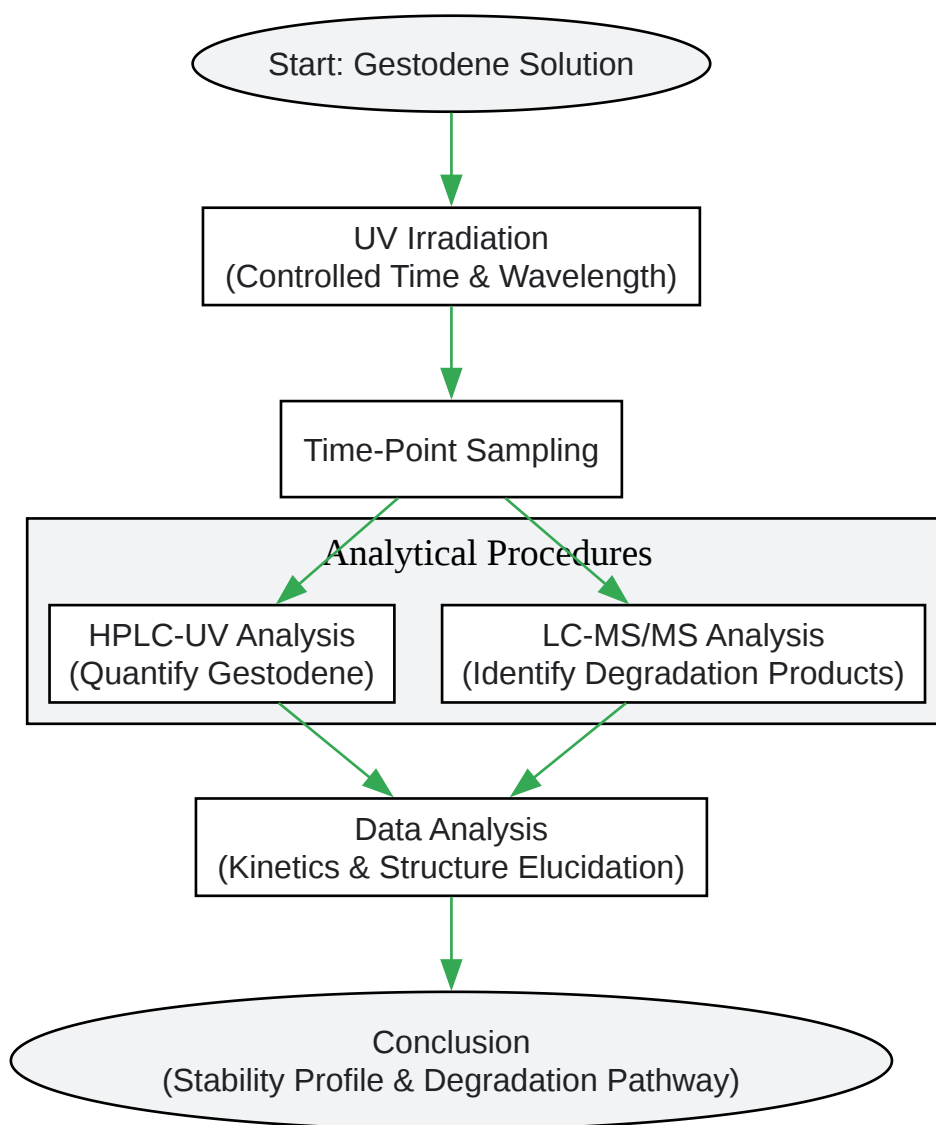 Start: Gestodene Solution
UV Irradiation
(Controlled Time & Wavelength)
Time-Point Sampling
Analytical Procedures
HPLC-UV Analysis
(Quantify Gestodene)
LC-MS/MS Analysis
(Identify Degradation Products)
Data Analysis
(Kinetics & Structure Elucidation)
Conclusion
(Stability Profile & Degradation Pathway)